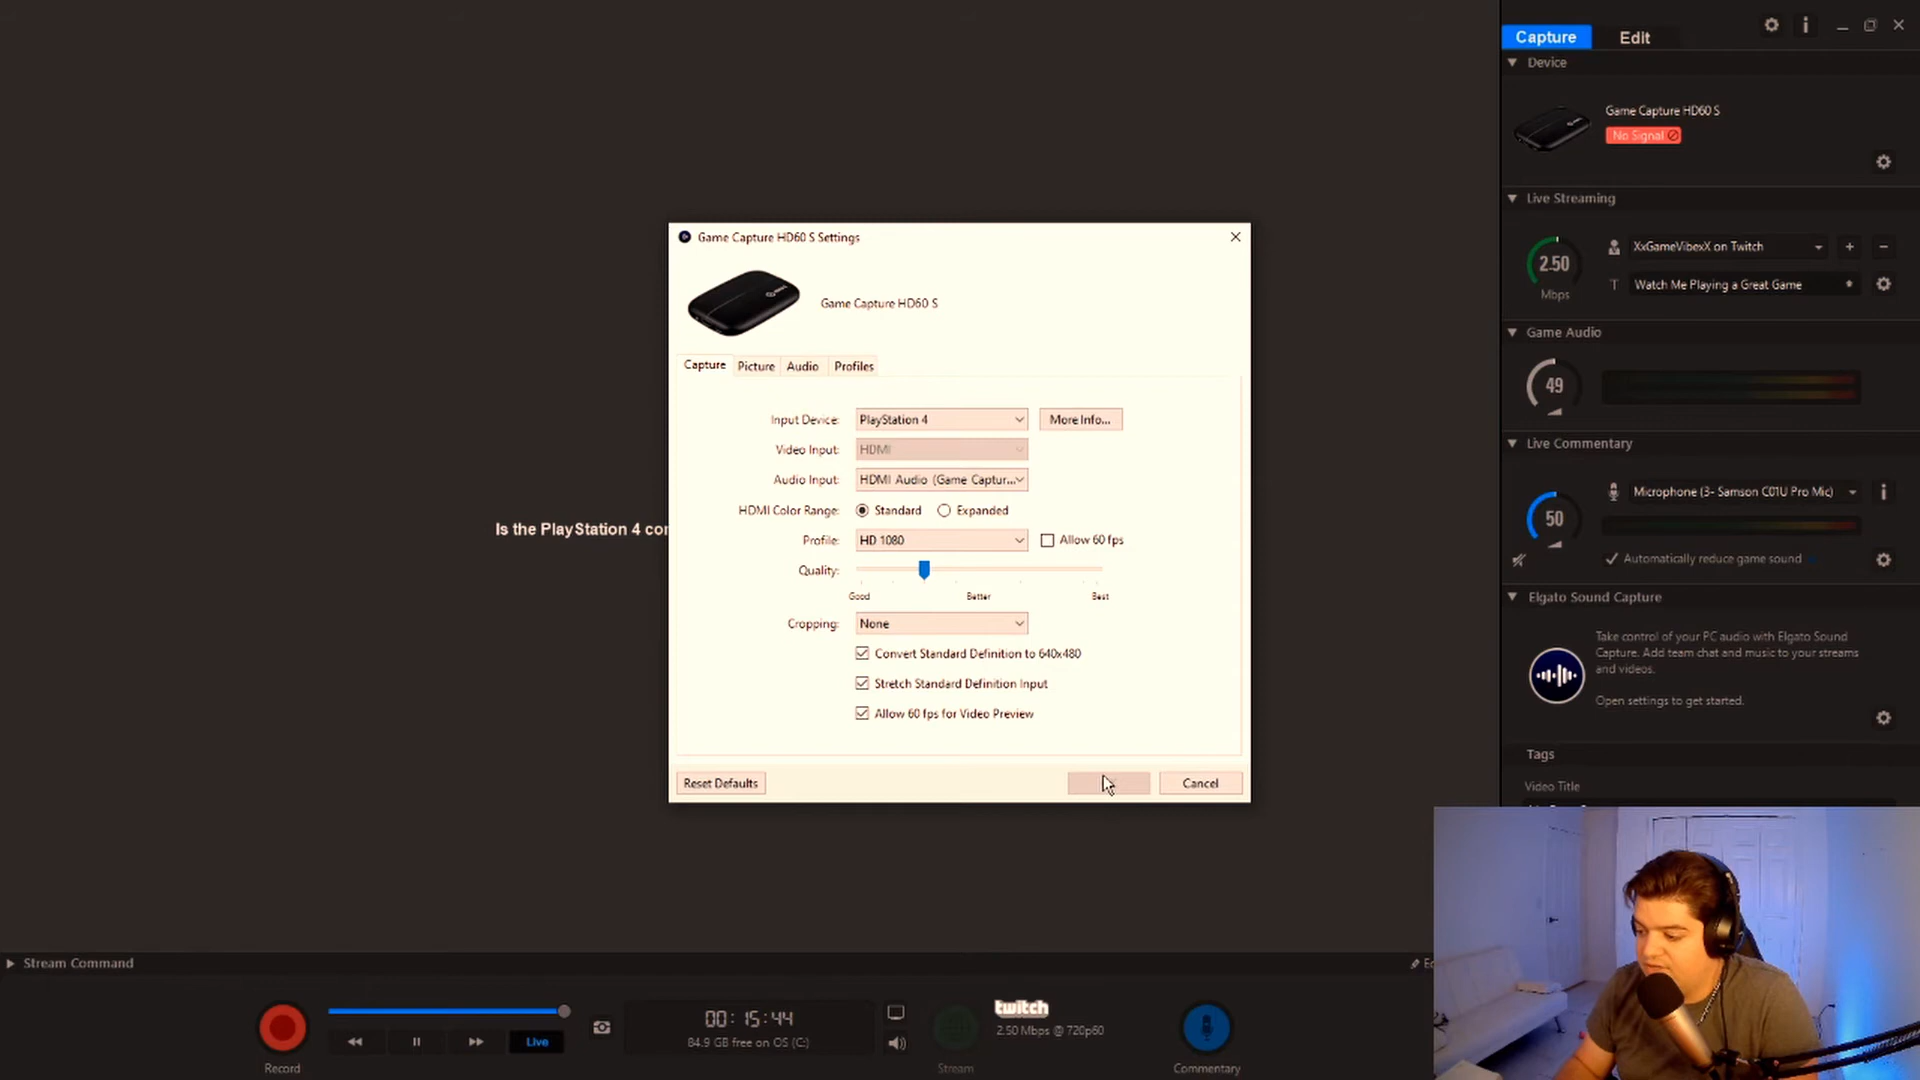 Capture
Edit
Device
Game Capture HD60 S
No Signal
Live Streaming
2.50
Mbps
XxGameVibexX on Twitch
Watch Me Playing a Great Game
Game Audio
49
Live Commentary
50
Microphone (3- Samson C01U Pro Mic)
Automatically reduce game sound
Elgato Sound Capture
Take control of your PC audio with Elgato Sound
Capture. Add team chat and music to your streams
and videos.
Open settings to get started.
Tags
Video Title
Is the PlayStation 4 con
Game Capture HD60 S Settings
Game Capture HD60 S
Capture
Picture
Audio
Profiles
Input Device: PlayStation 4 More Info...
Video Input: HDMI
Audio Input: HDMI Audio (Game Captur...
HDMI Color Range: Standard Expanded
Profile: HD 1080 Allow 60 fps
Quality:
Good Better Best
Cropping: None
Convert Standard Definition to 640x480
Stretch Standard Definition Input
Allow 60 fps for Video Preview
Reset Defaults
Cancel
Stream Command
Record
Live
00:15:44
84.9 GB free on OS (C:)
Stream
twitch
2.50 Mbps @ 720p60
Commentary